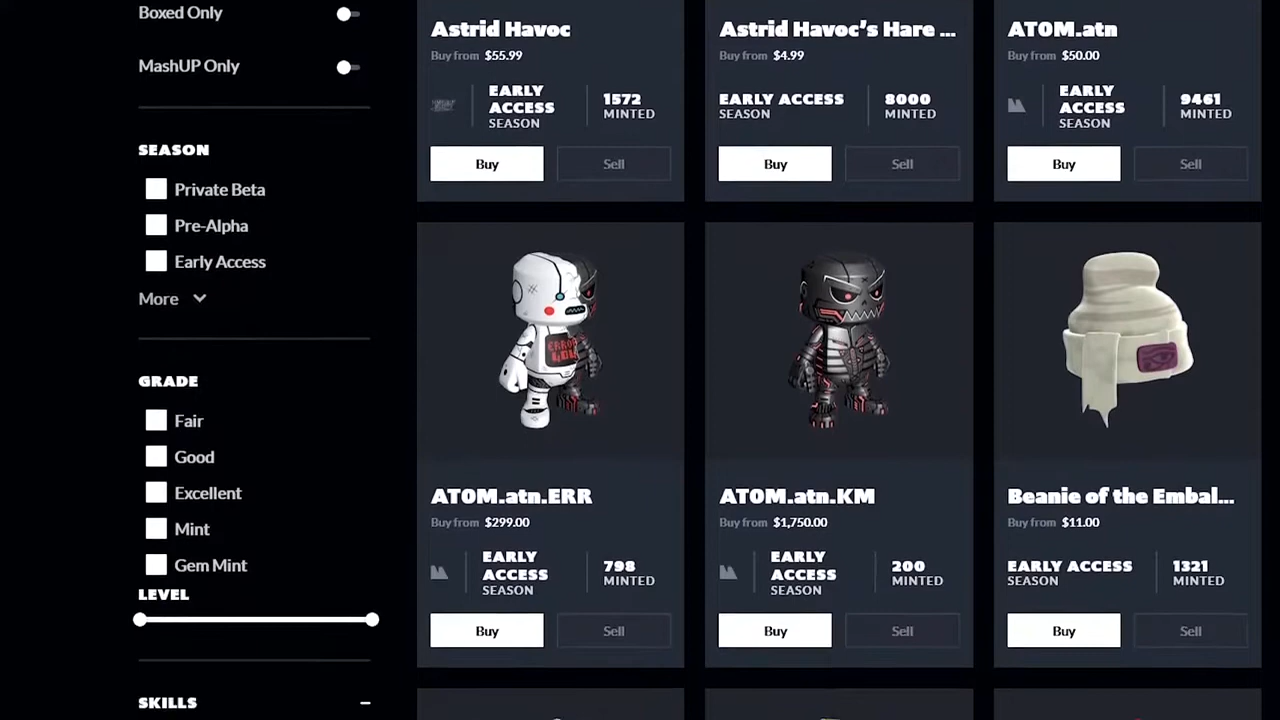 Boxed Only
MashUP Only
SEASON
Private Beta
Pre-Alpha
Early Access
More
GRADE
Fair
Good
Excellent
Mint
Gem Mint
LEVEL
SKILLS
Astrid Havoc
Buy from $55.99
EARLY
ACCESS
SEASON
1572
MINTED
Buy
Sell
Astrid Havoc's Hare ...
Buy from $4.99
EARLY ACCESS
SEASON
8000
MINTED
Buy
Sell
ATOM.atn
Buy from $50.00
EARLY
ACCESS
SEASON
9461
MINTED
Buy
Sell
ERROR
404
ATOM.atn.ERR
Buy from $299.00
EARLY
ACCESS
SEASON
798
MINTED
Buy
Sell
ATOM.atn.KM
Buy from $1,750.00
EARLY
ACCESS
SEASON
200
MINTED
Buy
Sell
Beanie of the Embal...
Buy from $11.00
EARLY ACCESS
SEASON
1321
MINTED
Buy
Sell